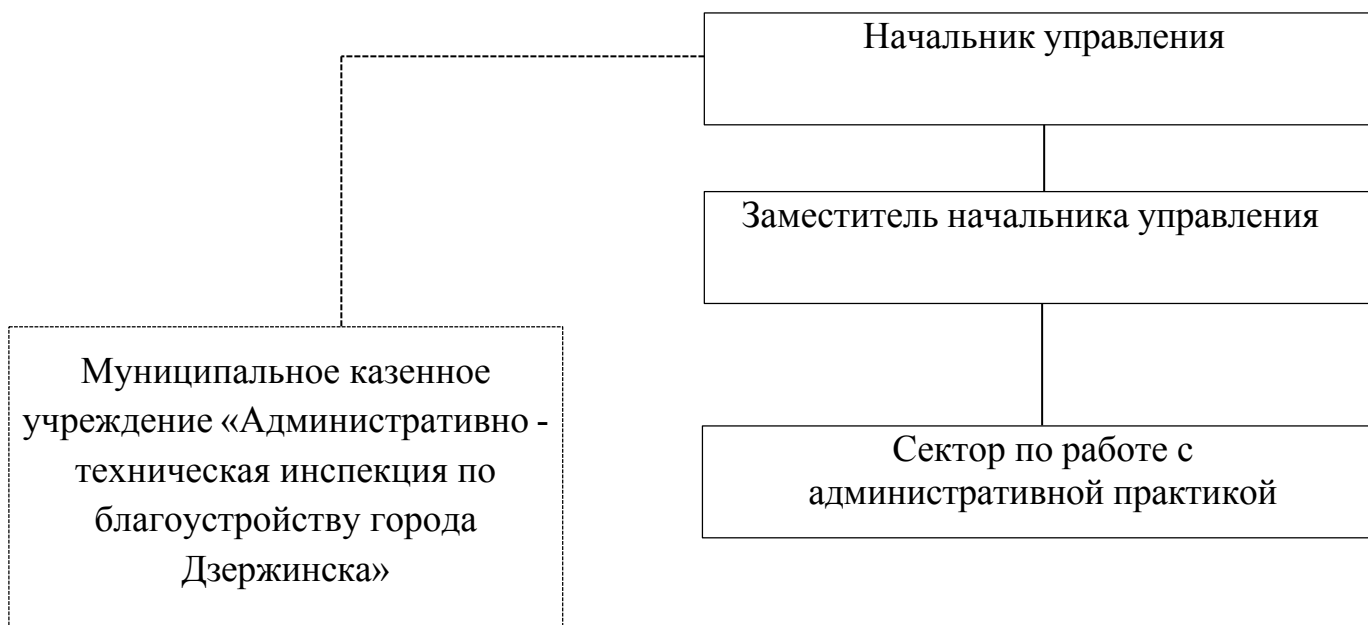 Начальник управления
Заместитель начальника управления
Муниципальное казенное
учреждение «Административно -
техническая инспекция по
благоустройству города
Дзержинска»
Сектор по работе с
административной практикой